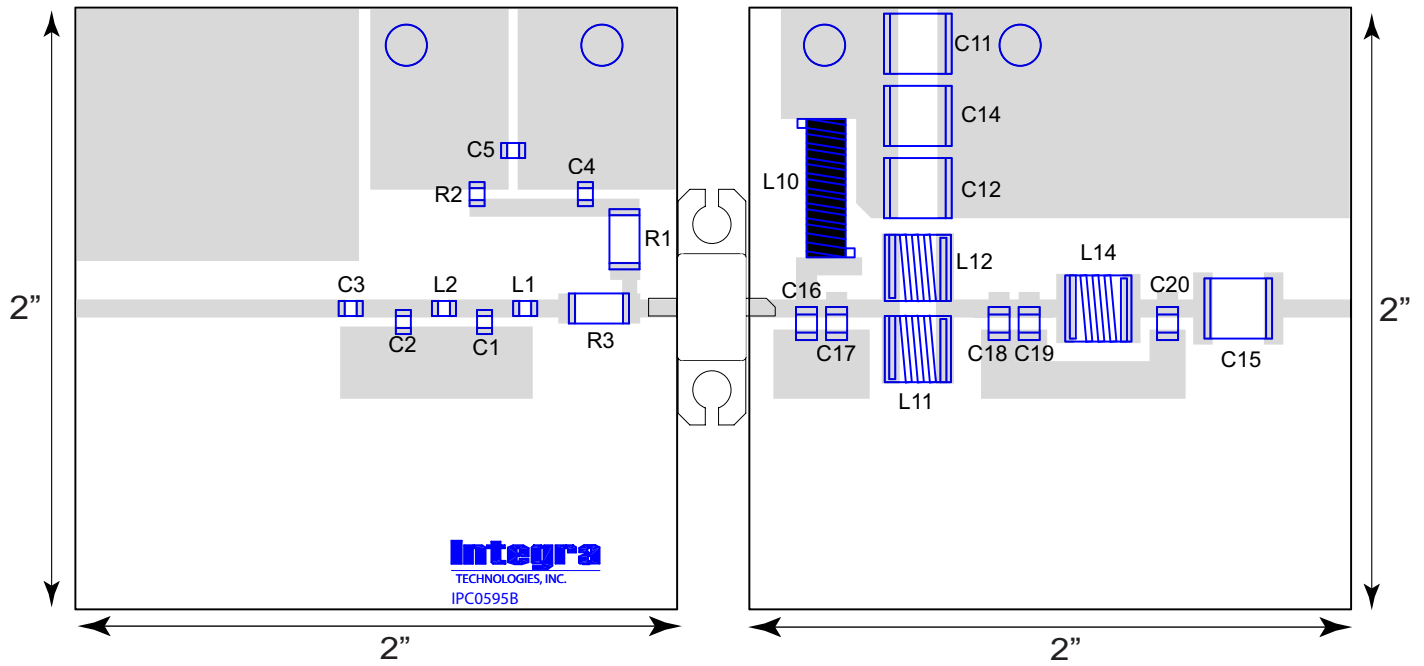 C11
C5
C4
C14
R2
L10
C12
R1
L12
L14
C3
L2
L1
C16
C20
2”
2”
C2
C1
R3
C17
C18
C19
C15
L11
Integra
TECHNOLOGIES, INC.
IPC0595B
2”
2”